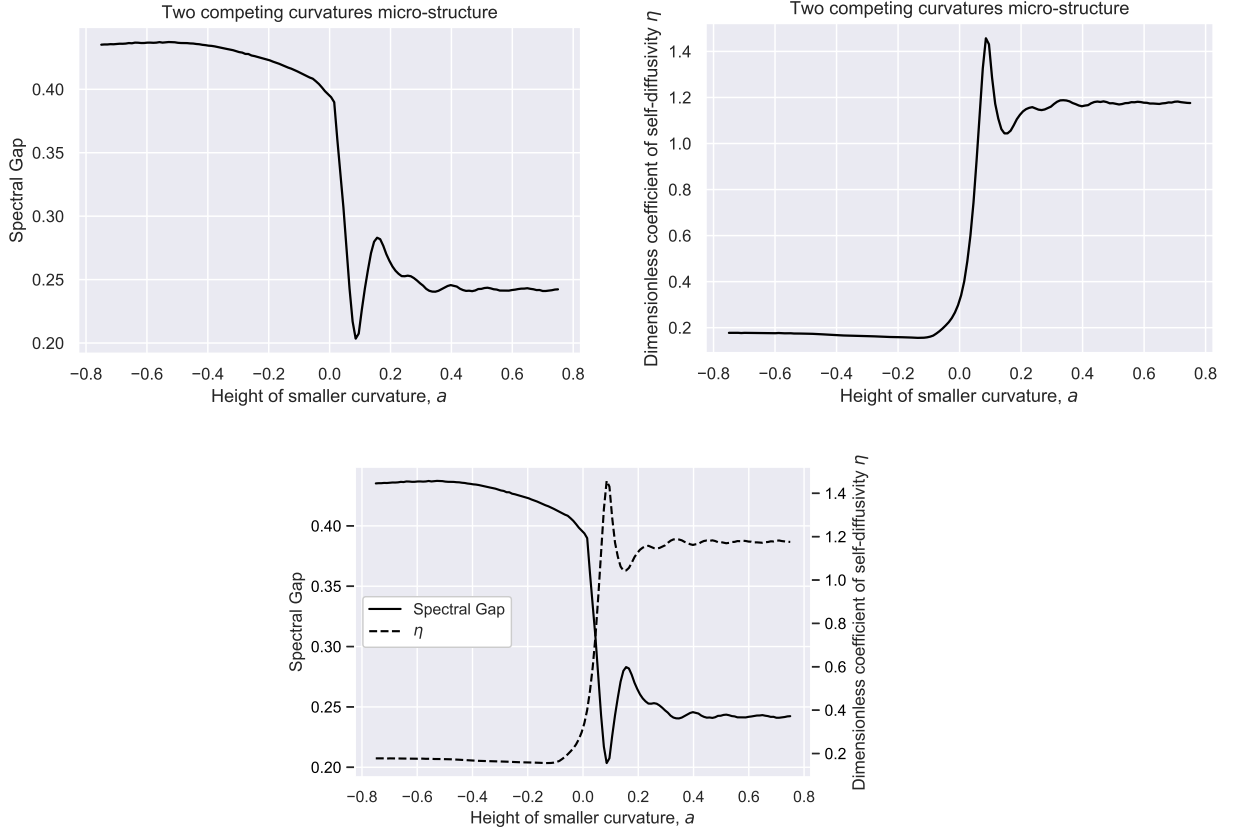 Two competing curvatures micro-structure
Spectral Gap
0.40
0.35
0.30
0.25
0.20
−0.8 −0.6 −0.4 −0.2 0.0 0.2 0.4 0.6 0.8
Height of smaller curvature, a
Two competing curvatures micro-structure
Dimensionless coefficient of self-diffusivity η
1.4
1.2
1.0
0.8
0.6
0.4
0.2
−0.8 −0.6 −0.4 −0.2 0.0 0.2 0.4 0.6 0.8
Height of smaller curvature, a
Spectral Gap
0.40
0.35
0.30
0.25
0.20
Spectral Gap
η
1.4
1.2
1.0
0.8
0.6
0.4
0.2
Dimensionless coefficient of self-diffusivity η
−0.8 −0.6 −0.4 −0.2 0.0 0.2 0.4 0.6 0.8
Height of smaller curvature, a